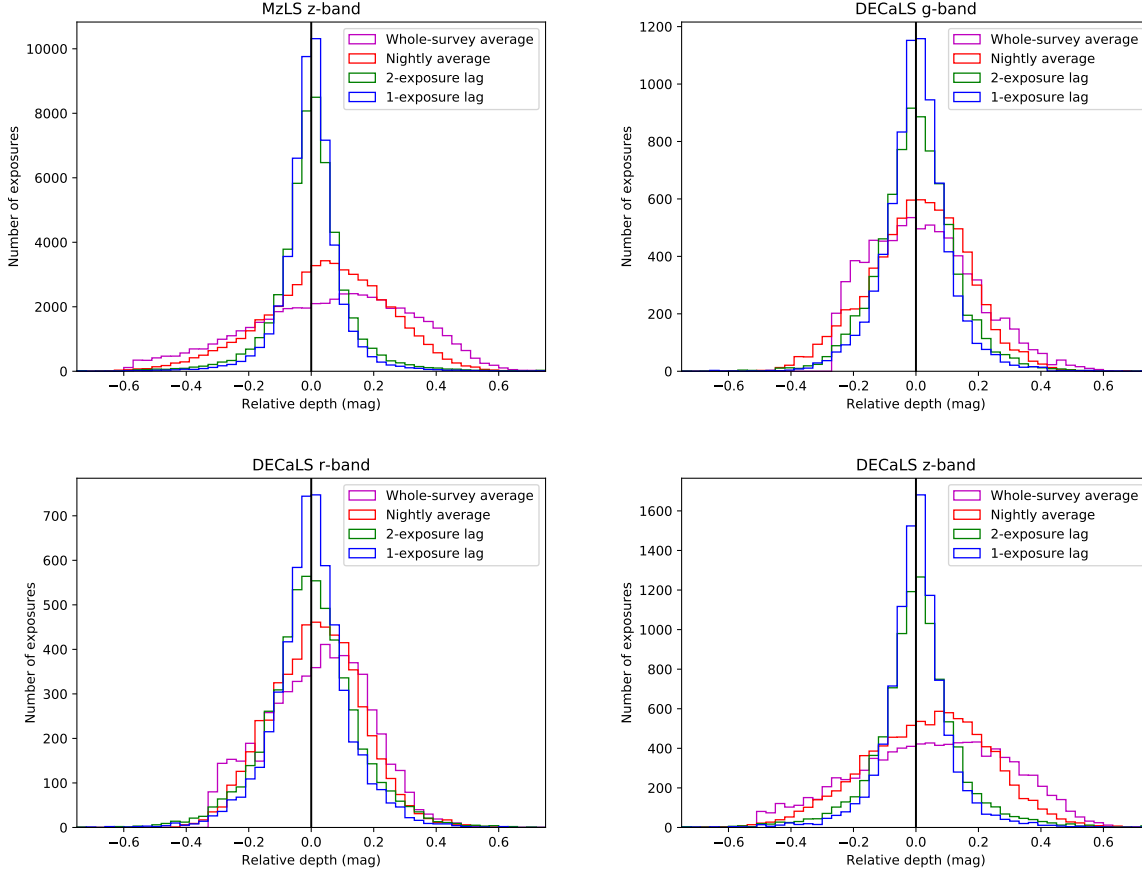 MzLS z-band
Number of exposures
10000
8000
6000
4000
2000
0
Whole-survey average
Nightly average
2-exposure lag
1-exposure lag
−0.6 −0.4 −0.2 0.0 0.2 0.4 0.6
Relative depth (mag)
DECaLS g-band
Number of exposures
1200
1000
800
600
400
200
0
Whole-survey average
Nightly average
2-exposure lag
1-exposure lag
−0.6 −0.4 −0.2 0.0 0.2 0.4 0.6
Relative depth (mag)
DECaLS r-band
Number of exposures
700
600
500
400
300
200
100
0
Whole-survey average
Nightly average
2-exposure lag
1-exposure lag
−0.6 −0.4 −0.2 0.0 0.2 0.4 0.6
Relative depth (mag)
DECaLS z-band
Number of exposures
1600
1400
1200
1000
800
600
400
200
0
Whole-survey average
Nightly average
2-exposure lag
1-exposure lag
−0.6 −0.4 −0.2 0.0 0.2 0.4 0.6
Relative depth (mag)